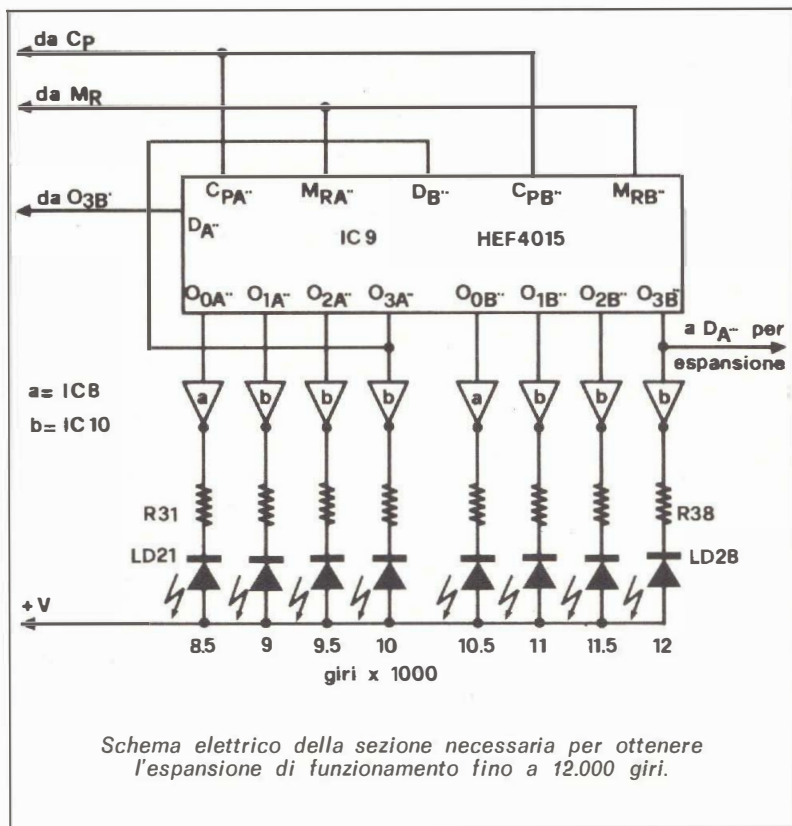 da CP
da MR
CPA'' MRA'' DB'' CPB'' MRB''
da O3B'
DA''
IC9 HEF4015
O0A'' O1A'' O2A'' O3A'' O0B'' O1B'' O2B'' O3B''
a DA''' per
espansione
a= IC8
b= IC10
a b b b a b b b
R31 R38
LD21 LD28
+V
8.5 9 9.5 10 10.5 11 11.5 12
giri x 1000
Schema elettrico della sezione necessaria per ottenere
l'espansione di funzionamento fino a 12.000 giri.